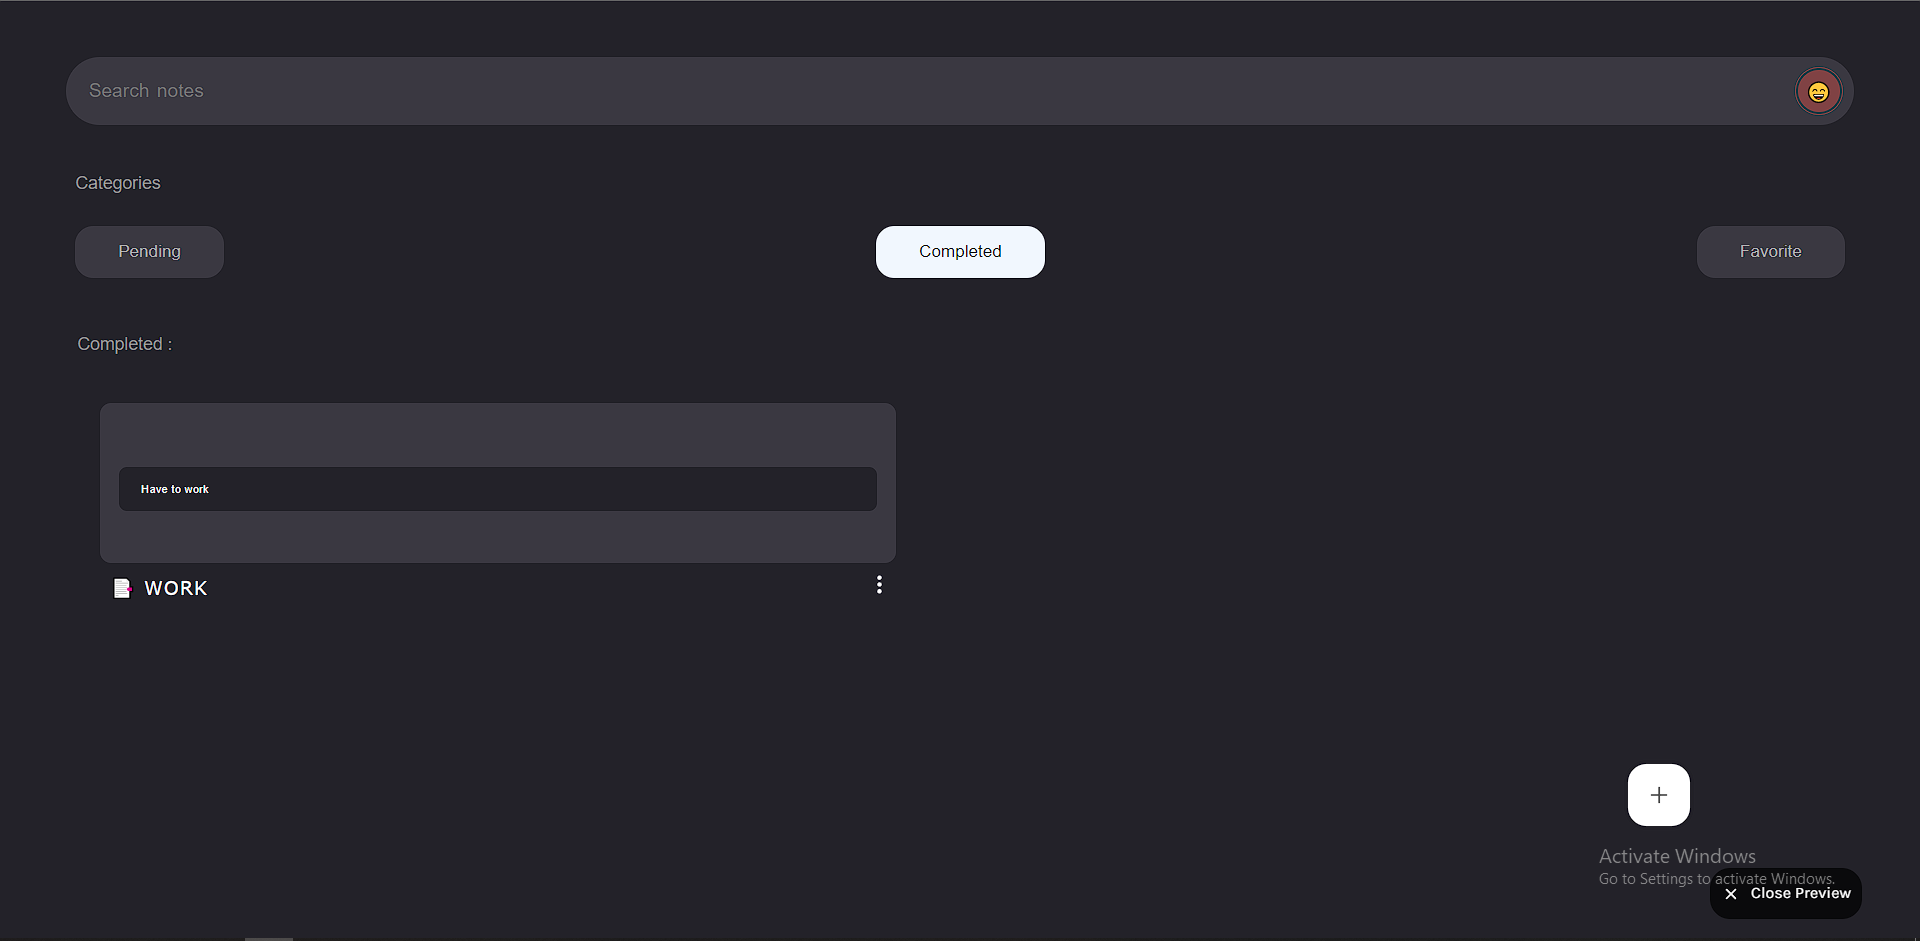 Search notes
Categories
Pending
Completed
Favorite
Completed :
Have to work
WORK
Activate Windows
Go to Settings to activate Windows.
Close Preview